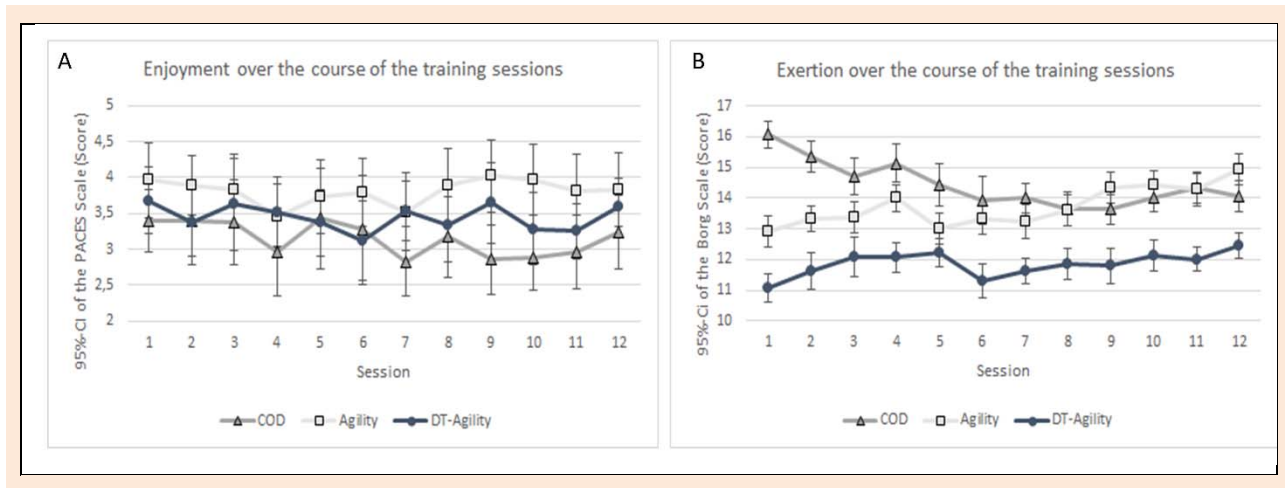 A
Enjoyment over the course of the training sessions
95%-CI of the PACES Scale (Score)
5
4,5
4
3,5
3
2,5
2
1 2 3 4 5 6 7 8 9 10 11 12
Session
COD Agility DT-Agility
B
Exertion over the course of the training sessions
95%-Ci of the Borg Scale (Score)
17
16
15
14
13
12
11
10
1 2 3 4 5 6 7 8 9 10 11 12
Session
COD Agility DT-Agility